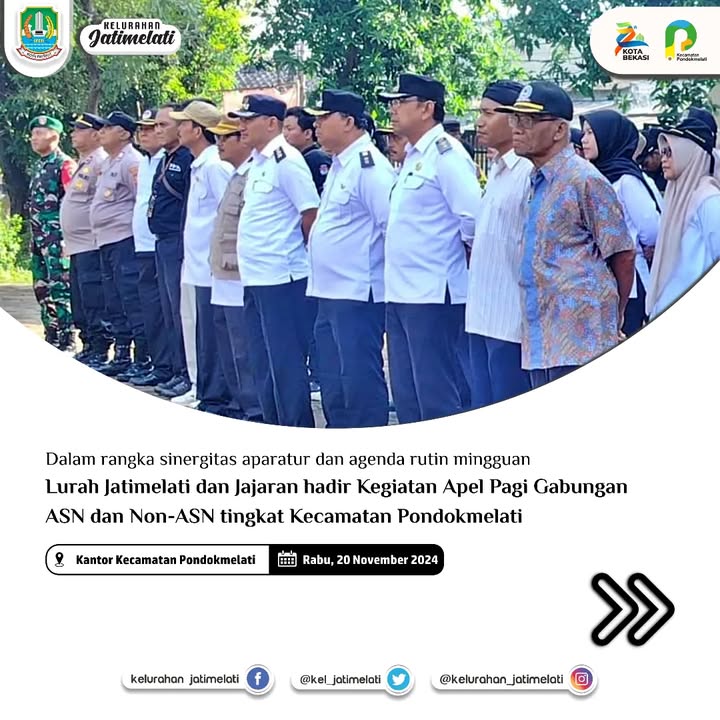 KELURAHAN
Jatimelati
KOTA
BEKASI
Kecamatan
Pondokmelati
Dalam rangka sinergitas aparatur dan agenda rutin mingguan
Lurah Jatimelati dan Jajaran hadir Kegiatan Apel Pagi Gabungan
ASN dan Non-ASN tingkat Kecamatan Pondokmelati
Kantor Kecamatan Pondokmelati
Rabu, 20 November 2024
kelurahan jatimelati
@kel_jatimelati
@kelurahan_jatimelati